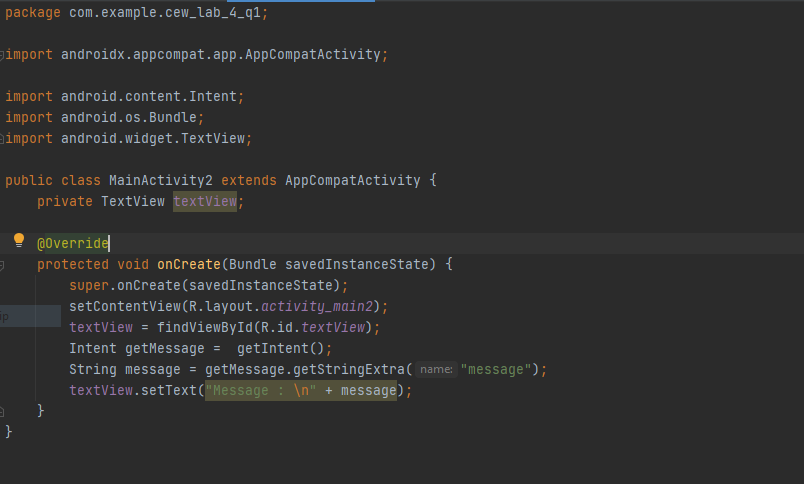 package com.example.cew_lab_4_q1;
import androidx.appcompat.app.AppCompatActivity;
import android.content.Intent;
import android.os.Bundle;
import android.widget.TextView;
public class MainActivity2 extends AppCompatActivity {
private TextView textView;
@Override
protected void onCreate(Bundle savedInstanceState) {
super.onCreate(savedInstanceState);
setContentView(R.layout.activity_main2);
textView = findViewById(R.id.textView);
Intent getMessage =  getIntent();
String message = getMessage.getStringExtra( name: "message");
textView.setText("Message : \n" + message);
}
}